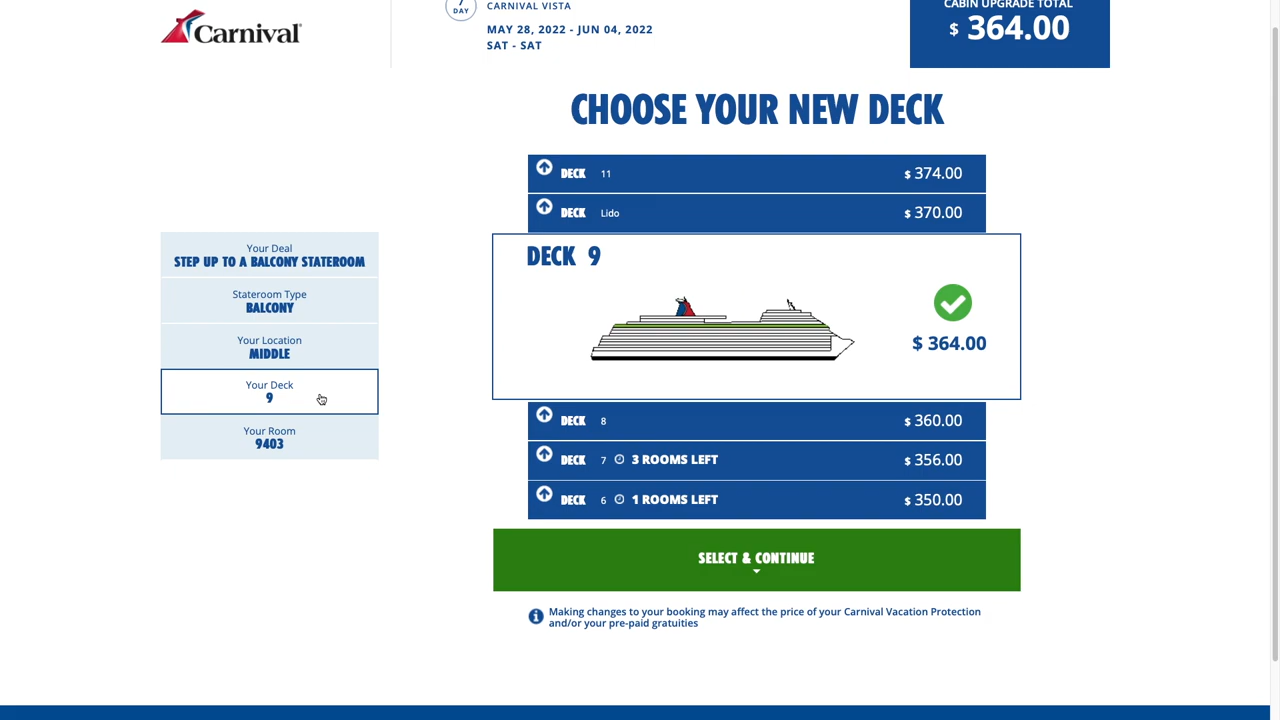 Carnival
7
DAY
CARNIVAL VISTA
MAY 28, 2022 - JUN 04, 2022
SAT - SAT
CABIN UPGRADE TOTAL
$ 364.00
CHOOSE YOUR NEW DECK
DECK 11 $ 374.00
DECK Lido $ 370.00
DECK 9
$ 364.00
DECK 8 $ 360.00
DECK 7 3 ROOMS LEFT $ 356.00
DECK 6 1 ROOMS LEFT $ 350.00
Your Deal
STEP UP TO A BALCONY STATEROOM
Stateroom Type
BALCONY
Your Location
MIDDLE
Your Deck
9
Your Room
9403
SELECT & CONTINUE
Making changes to your booking may affect the price of your Carnival Vacation Protection
and/or your pre-paid gratuities